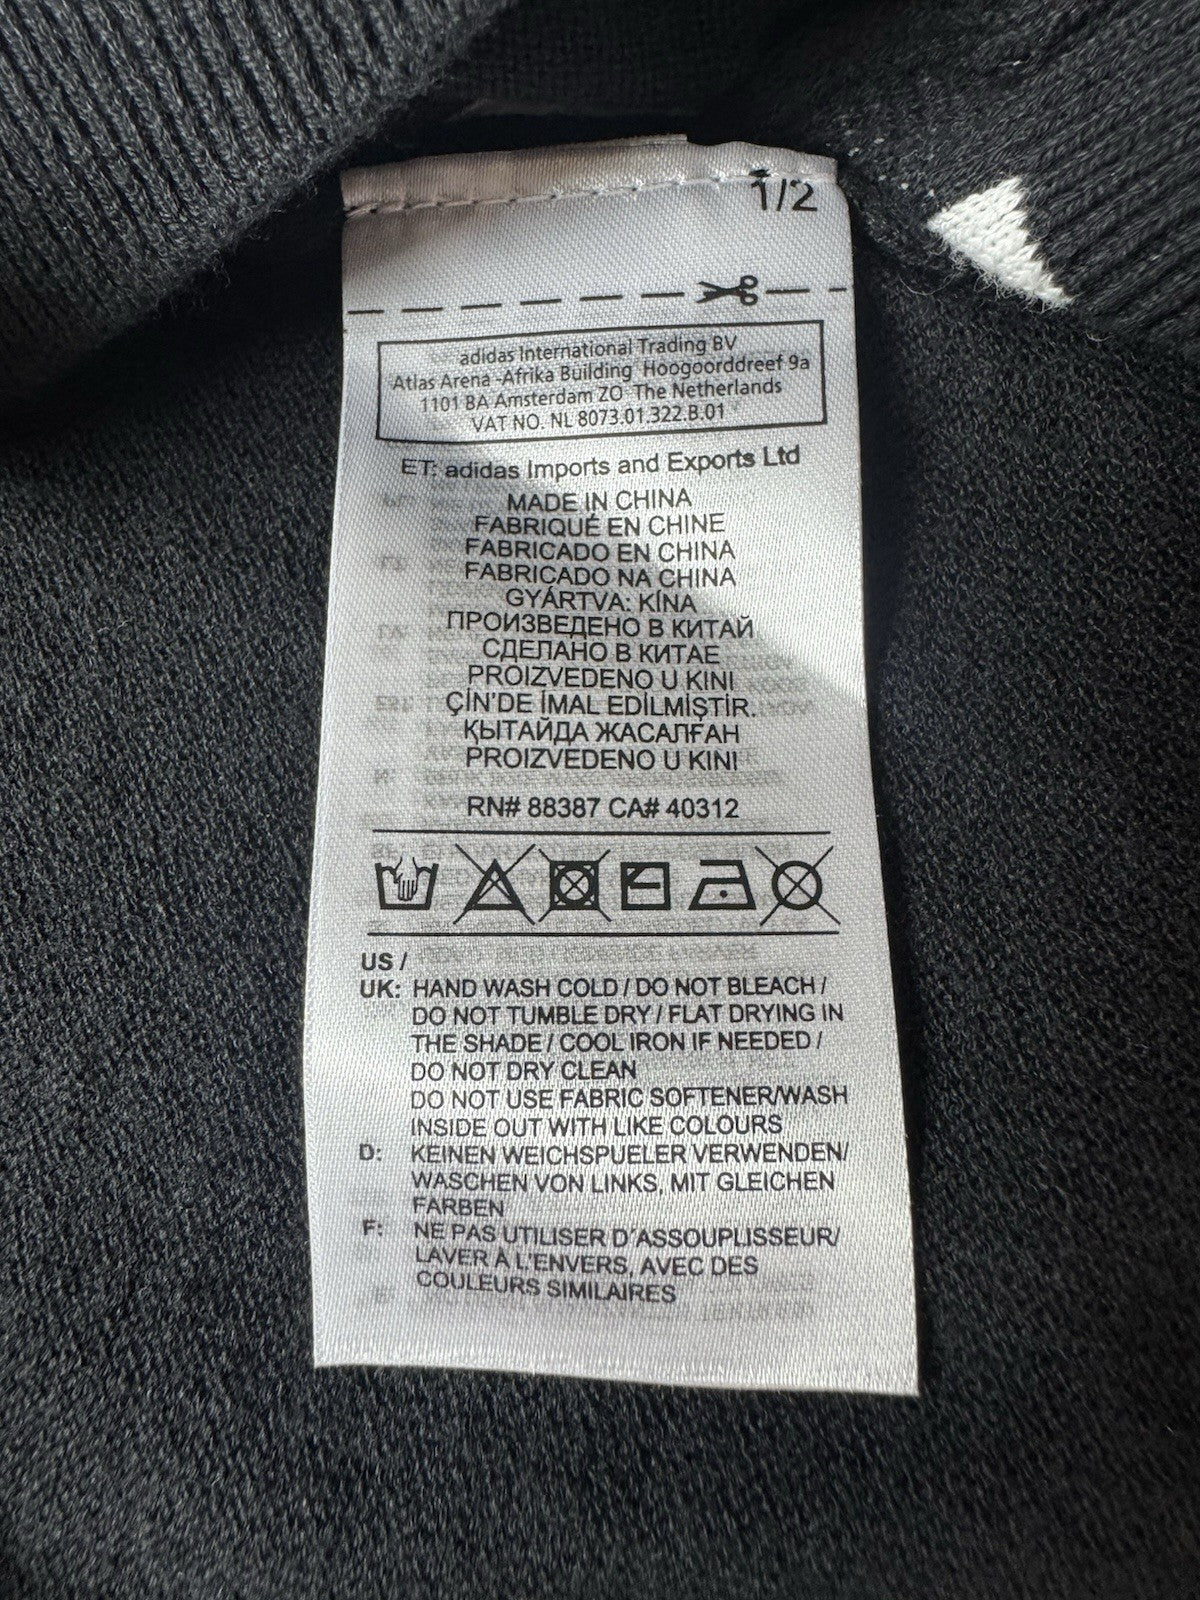 1/2
adidas International Trading BV
Atlas Arena -Afrika Building Hoogoorddreef 9a
1101 BA Amsterdam ZO The Netherlands
VAT NO. NL 8073.01.322.B.01
ET: adidas Imports and Exports Ltd
MADE IN CHINA
FABRIQUÉ EN CHINE
FABRICADO EN CHINA
FABRICADO NA CHINA
GYÁRTVA: KÍNA
ПРОИЗВЕДЕНО В КИТАЙ
СДЕЛАНО В КИТАЕ
PROIZVEDENO U KINI
ÇİN'DE İMAL EDİLMİŞTİR.
ҚЫТАЙДА ЖАСАЛҒАН
PROIZVEDENO U KINI
RN# 88387 CA# 40312
US /
UK: HAND WASH COLD / DO NOT BLEACH /
DO NOT TUMBLE DRY / FLAT DRYING IN
THE SHADE / COOL IRON IF NEEDED /
DO NOT DRY CLEAN
DO NOT USE FABRIC SOFTENER/WASH
INSIDE OUT WITH LIKE COLOURS
D: KEINEN WEICHSPUELER VERWENDEN/
WASCHEN VON LINKS, MIT GLEICHEN
FARBEN
F: NE PAS UTILISER D'ASSOUPLISSEUR/
LAVER À L'ENVERS, AVEC DES
COULEURS SIMILAIRES